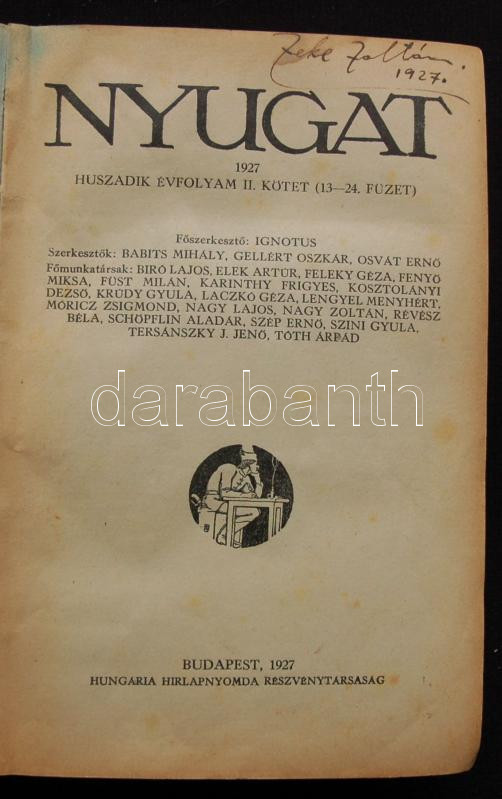 Zeke Zoltán.
1927.
NYUGAT
1927
HUSZADIK ÉVFOLYAM II. KÖTET (13—24. FÜZET)
Főszerkesztő: IGNOTUS
Szerkesztők: BABITS MIHÁLY, GELLÉRT OSZKÁR, OSVÁT ERNŐ
Főmunkatársak: BIRÓ LAJOS, ELEK ARTÚR, FELEKY GÉZA, FENYŐ
MIKSA, FÜST MILÁN, KARINTHY FRIGYES, KOSZTOLÁNYI
DEZSŐ, KRÚDY GYULA, LACZKÓ GÉZA, LENGYEL MENYHÉRT,
MÓRICZ ZSIGMOND, NAGY LAJOS, NAGY ZOLTÁN, RÉVÉSZ
BÉLA, SCHÖPFLIN ALADÁR, SZÉP ERNŐ, SZINI GYULA,
TERSÁNSZKY J. JENŐ, TÓTH ÁRPÁD
darabanth
BUDAPEST, 1927
HUNGÁRIA HIRLAPNYOMDA RÉSZVÉNYTÁRSASÁG